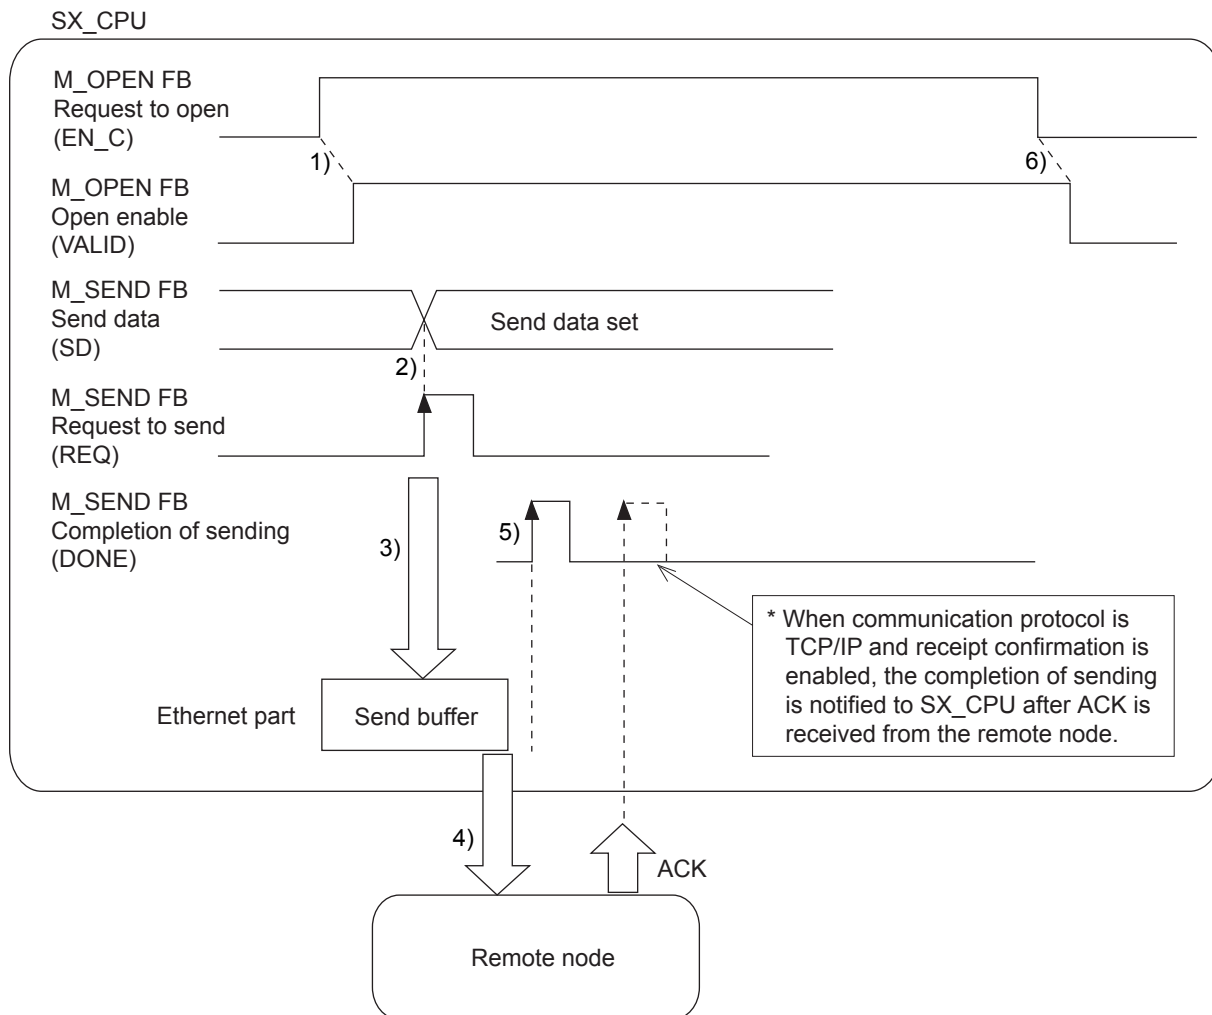 SX_CPU
M_OPEN FB
Request to open
(EN_C)
1)
6)
M_OPEN FB
Open enable
(VALID)
M_SEND FB
Send data
(SD)
Send data set
2)
M_SEND FB
Request to send
(REQ)
M_SEND FB
Completion of sending
(DONE)
3)
5)
* When communication protocol is
TCP/IP and receipt confirmation is
enabled, the completion of sending
is notified to SX_CPU after ACK is
received from the remote node.
Ethernet part
Send buffer
4)
ACK
Remote node